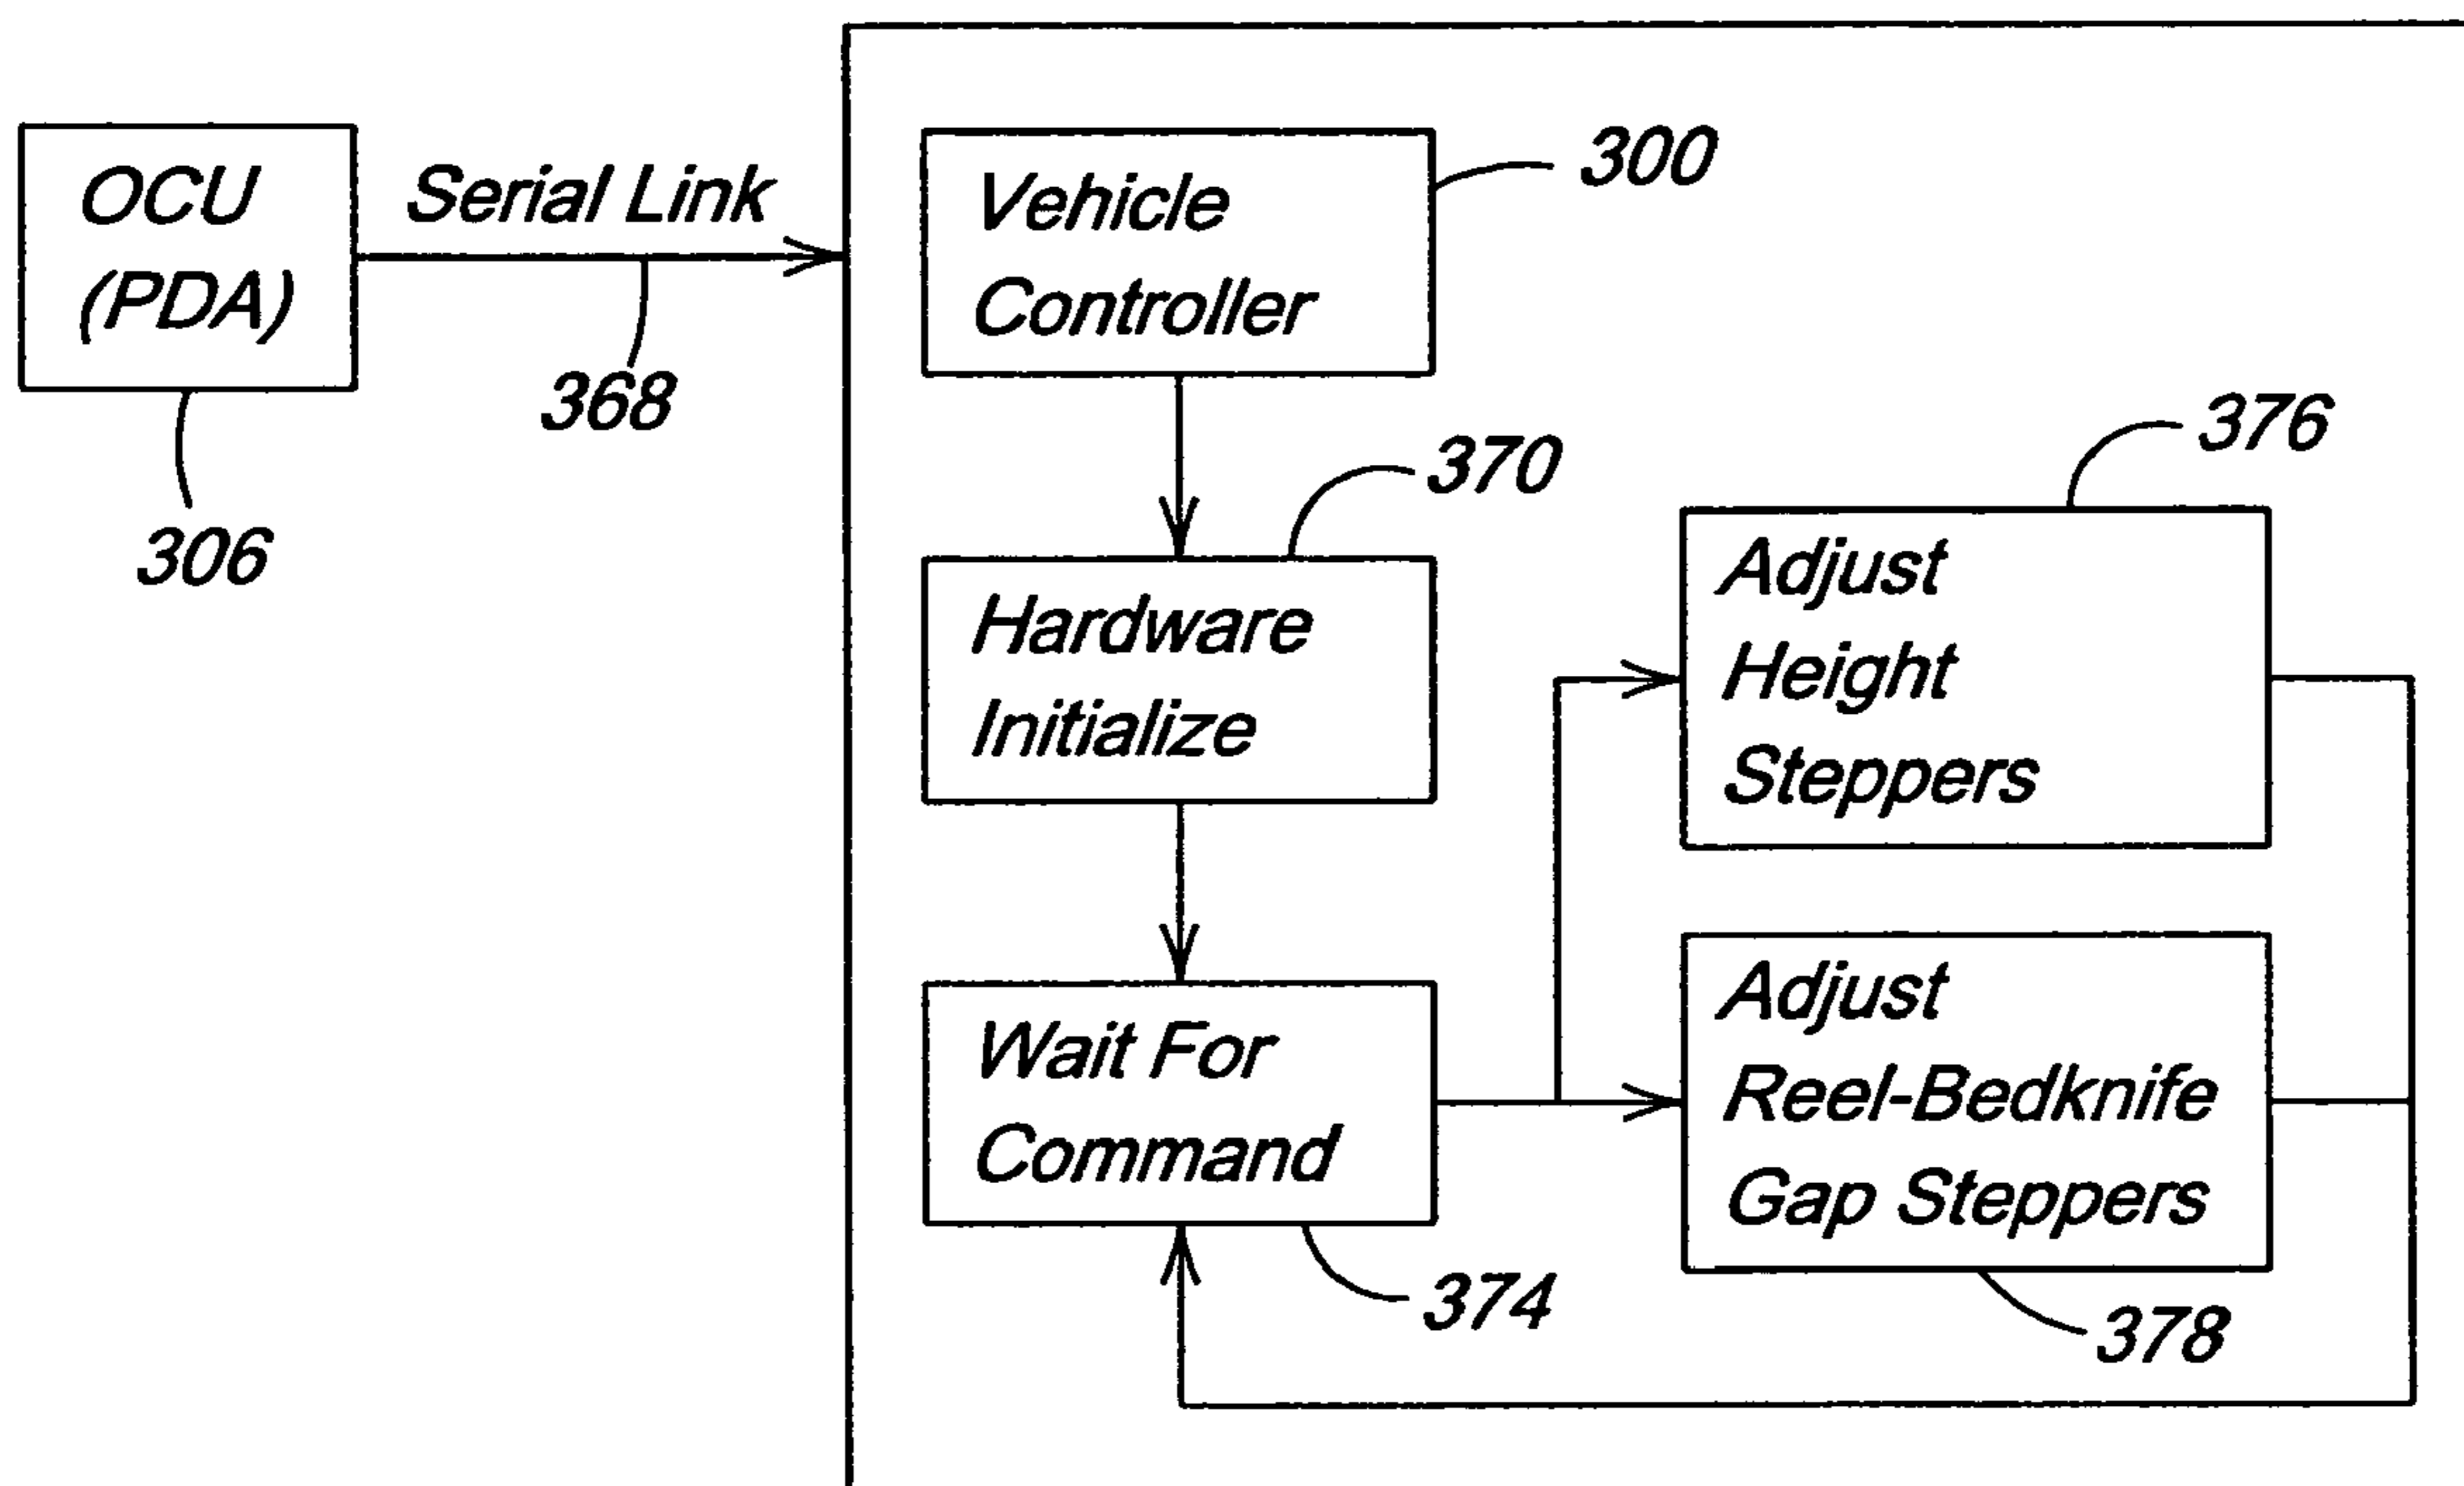 OCU
(PDA)
306
Serial Link
368
Vehicle
Controller
300
Hardware
Initialize
370
Wait For
Command
374
Adjust
Height
Steppers
376
Adjust
Reel-Bedknife
Gap Steppers
378